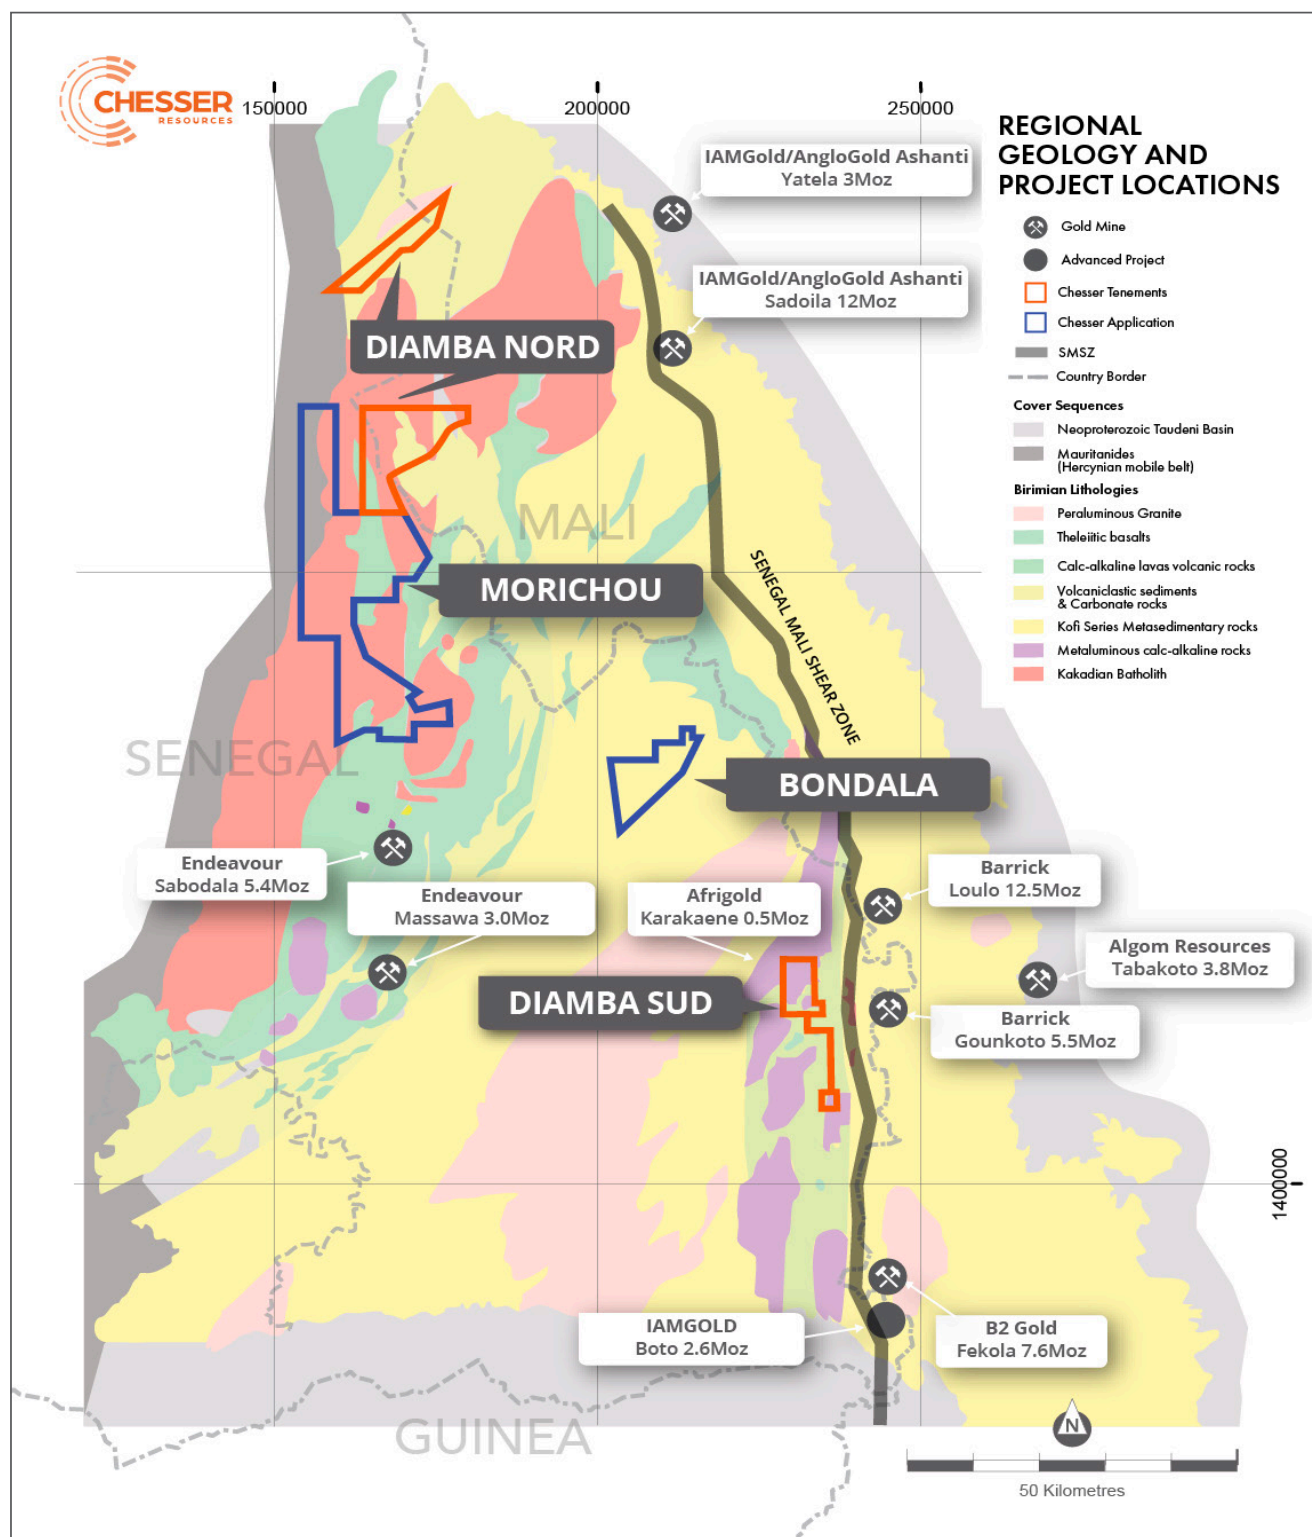 CHESSER
RESOURCES
150000
200000
250000
REGIONAL
GEOLOGY AND
PROJECT LOCATIONS
Gold Mine
Advanced Project
Chesser Tenements
Chesser Application
SMSZ
Country Border
Cover Sequences
Neoproterozoic Taudeni Basin
Mauritanides
(Hercynian mobile belt)
Birimian Lithologies
Peraluminous Granite
Theleiitic basalts
Calc-alkaline lavas volcanic rocks
Volcaniclastic sediments
& Carbonate rocks
Kofi Series Metasedimentary rocks
Metaluminous calc-alkaline rocks
Kakadian Batholith
IAMGold/AngloGold Ashanti
Yatela 3Moz
IAMGold/AngloGold Ashanti
Sadoila 12Moz
DIAMBA NORD
MALI
MORICHOU
SENEGAL MALI SHEAR ZONE
SENEGAL
BONDALA
Endeavour
Sabodala 5.4Moz
Endeavour
Massawa 3.0Moz
Afrigold
Karakaene 0.5Moz
Barrick
Loulo 12.5Moz
Algom Resources
Tabakoto 3.8Moz
DIAMBA SUD
Barrick
Gounkoto 5.5Moz
1400000
IAMGOLD
Boto 2.6Moz
B2 Gold
Fekola 7.6Moz
GUINEA
N
50 Kilometres